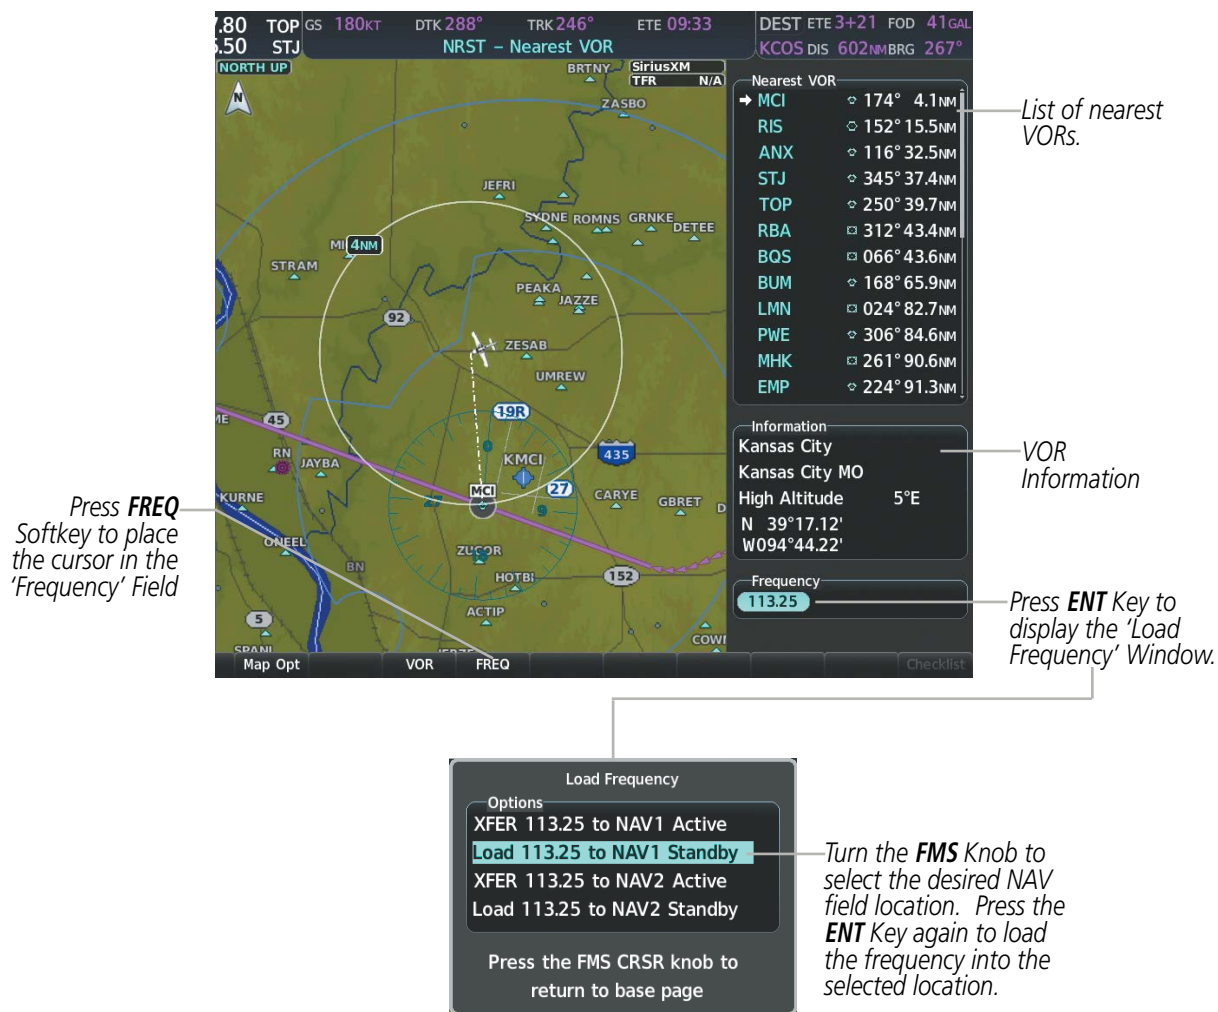 .80 TOP GS 180KT DTK 288° TRK 246° ETE 09:33 DEST ETE 3+21 FOD 41GAL
.50 STJ NRST – Nearest VOR KCOS DIS 602NM BRG 267°
NORTH UP
N
SiriusXM
TFR N/A
BRTNY
ZASBO
JEFRI
SYDNE ROMNS GRNKE
DETEE
4NM
STRAM
PEAKA
JAZZE
92
ZESAB
UMREW
19R
45
435
RN
JAYBA
KMCI
MCI
27
CARYE
GBRET
KURNE
27
9
ONEEL
BN
ZUCOR
HOTBI
152
5
ACTIP
SPANI
Map Opt VOR FREQ Checklist
Nearest VOR
MCI 174° 4.1NM
RIS 152° 15.5NM
ANX 116° 32.5NM
STJ 345° 37.4NM
TOP 250° 39.7NM
RBA 312° 43.4NM
BQS 066° 43.6NM
BUM 168° 65.9NM
LMN 024° 82.7NM
PWE 306° 84.6NM
MHK 261° 90.6NM
EMP 224° 91.3NM
Information
Kansas City
Kansas City MO
High Altitude 5°E
N 39°17.12'
W094°44.22'
Frequency
113.25
List of nearest
VORs.
VOR
Information
Press FREQ
Softkey to place
the cursor in the
'Frequency' Field
Press ENT Key to
display the 'Load
Frequency' Window.
Load Frequency
Options
XFER 113.25 to NAV1 Active
Load 113.25 to NAV1 Standby
XFER 113.25 to NAV2 Active
Load 113.25 to NAV2 Standby
Press the FMS CRSR knob to
return to base page
Turn the FMS Knob to
select the desired NAV
field location. Press the
ENT Key again to load
the frequency into the
selected location.